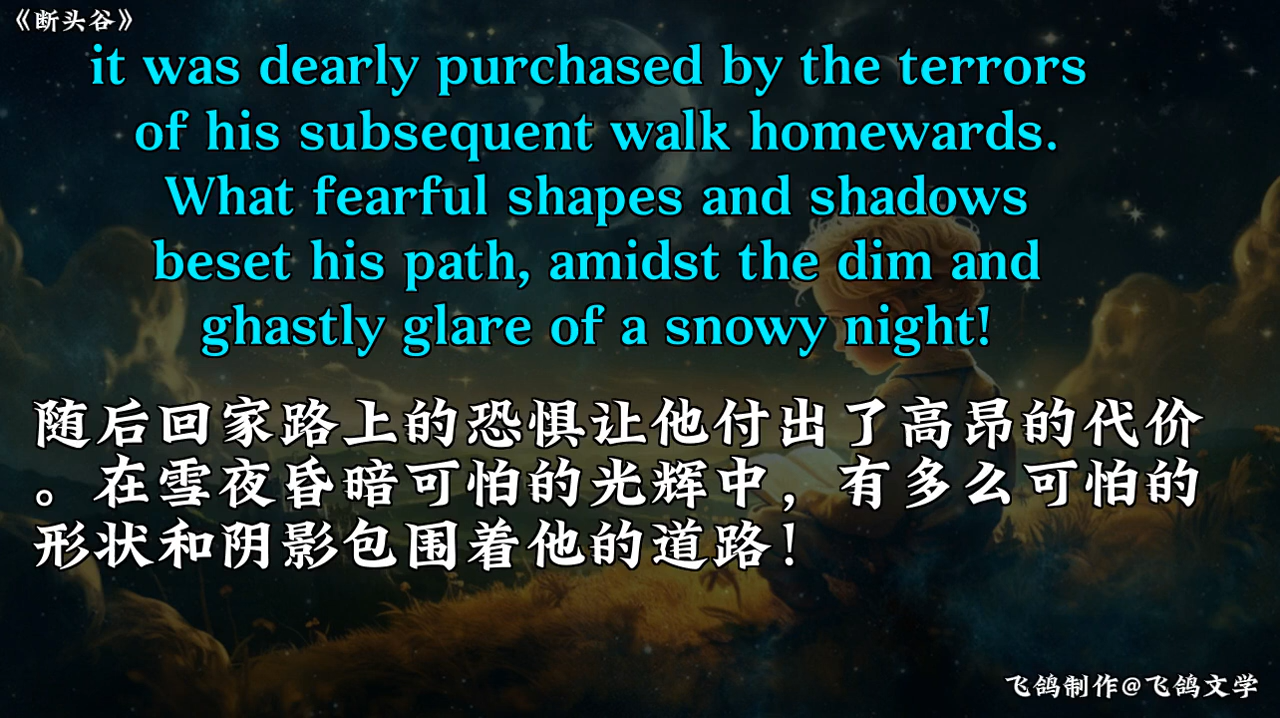 《断头谷》
it was dearly purchased by the terrors
of his subsequent walk homewards.
What fearful shapes and shadows
beset his path, amidst the dim and
ghastly glare of a snowy night!
随后回家路上的恐惧让他付出了高昂的代价
。在雪夜昏暗可怕的光辉中，有多么可怕的
形状和阴影包围着他的道路！
飞鸽制作@飞鸽文学